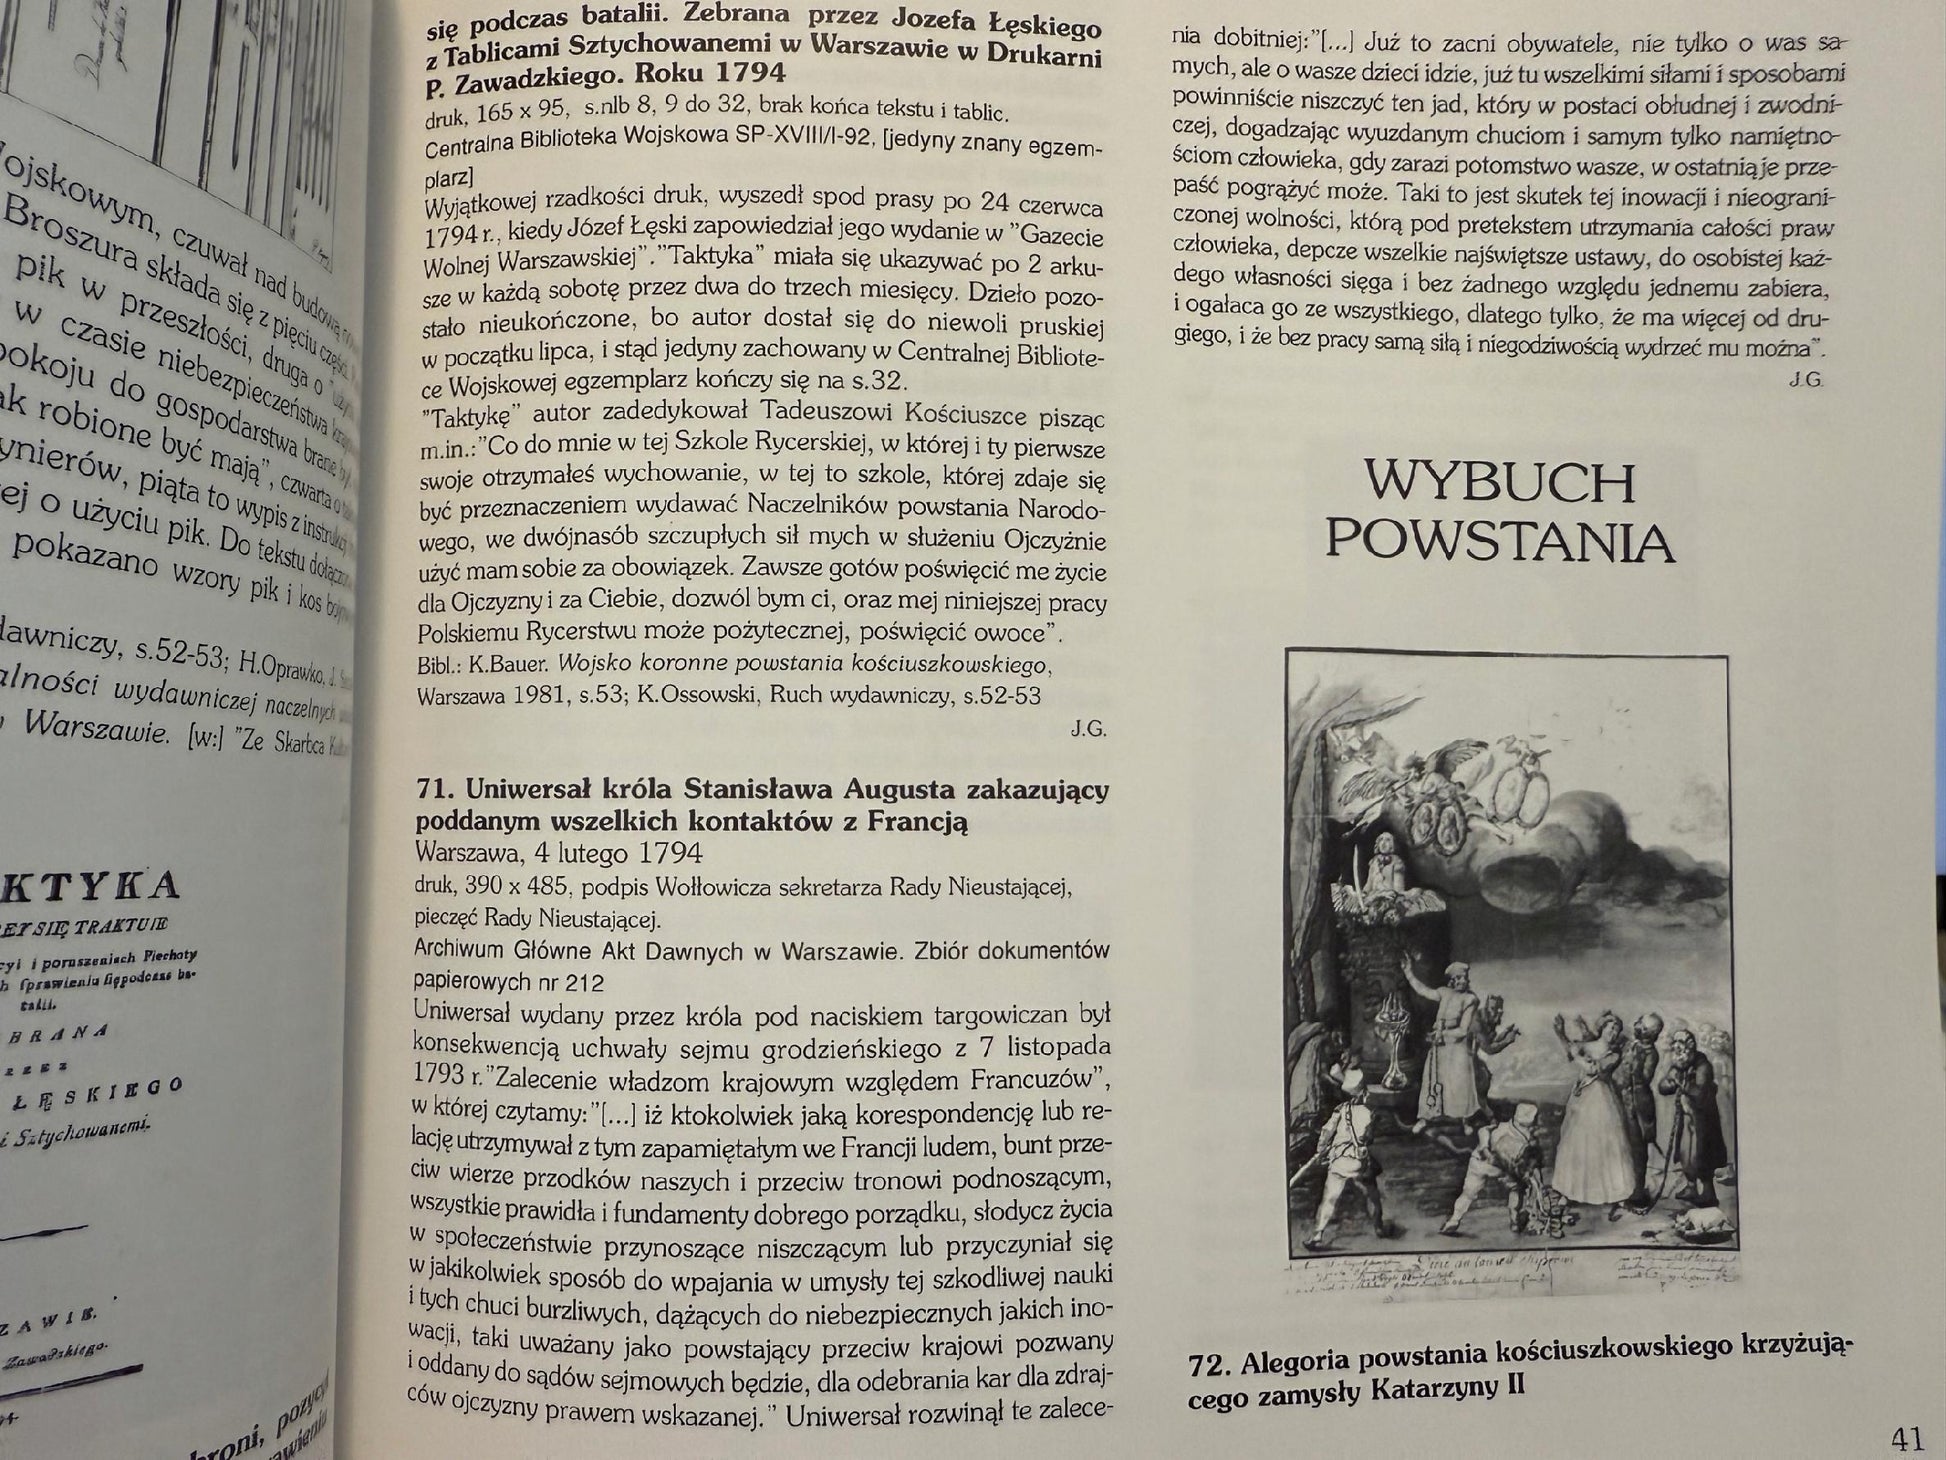 Wojskowym, czuwał nad budową
Broszura składa się z pięciu części.
pik w przeszłości, druga o
w czasie niebezpieczeństwa
pokoju do gospodarstwa brane
ak robione być mają", czwarta o
ynierów, piąta to wypis z instrukcji
ej o użyciu pik. Do tekstu
pokazano wzory pik i kos
dawniczy, s.52-53; H.Oprawko, J.
alności wydawniczej naczelnych
Warszawie. [w:] "Ze Skarbca
KTYKA
SIĘ TRAKTUIE
cyi i poruszeniach Piechoty
sprawieniu się podczas ba-
talii.
BRANA
ŁĘSKIEGO
i Sztychowanemi.
ZAWIE.
Zawadzkiego.
broni, pozycyi
się podczas batalii. Zebrana przez Jozefa Łęskiego
z Tablicami Sztychowanemi w Warszawie w Drukarni
P. Zawadzkiego. Roku 1794
druk, 165 x 95, s.nlb 8, 9 do 32, brak końca tekstu i tablic.
Centralna Biblioteka Wojskowa SP-XVIII/I-92, [jedyny znany egzem-
plarz]
Wyjątkowej rzadkości druk, wyszedł spod prasy po 24 czerwca
1794 r., kiedy Józef Łęski zapowiedział jego wydanie w "Gazecie
Wolnej Warszawskiej"."Taktyka" miała się ukazywać po 2 arku-
sze w każdą sobotę przez dwa do trzech miesięcy. Dzieło pozo-
stało nieukończone, bo autor dostał się do niewoli pruskiej
w początku lipca, i stąd jedyny zachowany w Centralnej Bibliote-
ce Wojskowej egzemplarz kończy się na s.32.
"Taktykę" autor zadedykował Tadeuszowi Kościuszce pisząc
m.in.:"Co do mnie w tej Szkole Rycerskiej, w której i ty pierwsze
swoje otrzymałeś wychowanie, w tej to szkole, której zdaje się
być przeznaczeniem wydawać Naczelników powstania Narodo-
wego, we dwójnasób szczupłych sił mych w służeniu Ojczyźnie
użyć mam sobie za obowiązek. Zawsze gotów poświęcić me życie
dla Ojczyzny i za Ciebie, dozwól bym ci, oraz mej niniejszej pracy
Polskiemu Rycerstwu może pożytecznej, poświęcić owoce".
Bibl.: K.Bauer. Wojsko koronne powstania kościuszkowskiego,
Warszawa 1981, s.53; K.Ossowski, Ruch wydawniczy, s.52-53
J.G.
71. Uniwersał króla Stanisława Augusta zakazujący
poddanym wszelkich kontaktów z Francją
Warszawa, 4 lutego 1794
druk, 390 x 485, podpis Wołłowicza sekretarza Rady Nieustającej,
pieczęć Rady Nieustającej.
Archiwum Główne Akt Dawnych w Warszawie. Zbiór dokumentów
papierowych nr 212
Uniwersał wydany przez króla pod naciskiem targowiczan był
konsekwencją uchwały sejmu grodzieńskiego z 7 listopada
1793 r."Zalecenie władzom krajowym względem Francuzów",
w której czytamy:"[...] iż ktokolwiek jaką korespondencję lub re-
lację utrzymywał z tym zapamiętałym we Francji ludem, bunt prze-
ciw wierze przodków naszych i przeciw tronowi podnoszącym,
wszystkie prawidła i fundamenty dobrego porządku, słodycz życia
w społeczeństwie przynoszące niszczącym lub przyczyniał się
w jakikolwiek sposób do wpajania w umysły tej szkodliwej nauki
i tych chuci burzliwych, dążących do niebezpiecznych jakich ino-
wacji, taki uważany jako powstający przeciw krajowi pozwany
i oddany do sądów sejmowych będzie, dla odebrania kar dla zdraj-
ców ojczyzny prawem wskazanej." Uniwersał rozwinął te zalece-
nia dobitniej:"[...] Już to zacni obywatele, nie tylko o was sa-
mych, ale o wasze dzieci idzie, już tu wszelkimi siłami i sposobami
powinniście niszczyć ten jad, który w postaci obłudnej i zwodni-
czej, dogadzając wyuzdanym chuciom i samym tylko namiętno-
ściom człowieka, gdy zarazi potomstwo wasze, w ostatnią je prze-
paść pogrążyć może. Taki to jest skutek tej inowacji i nieograni-
czonej wolności, którą pod pretekstem utrzymania całości praw
człowieka, depcze wszelkie najświętsze ustawy, do osobistej każ-
dego własności sięga i bez żadnego względu jednemu zabiera,
i ogałaca go ze wszystkiego, dlatego tylko, że ma więcej od dru-
giego, i że bez pracy samą siłą i niegodziwością wydrzeć mu można".
J.G.
WYBUCH
POWSTANIA
72. Alegoria powstania kościuszkowskiego krzyżują-
cego zamysły Katarzyny II
41